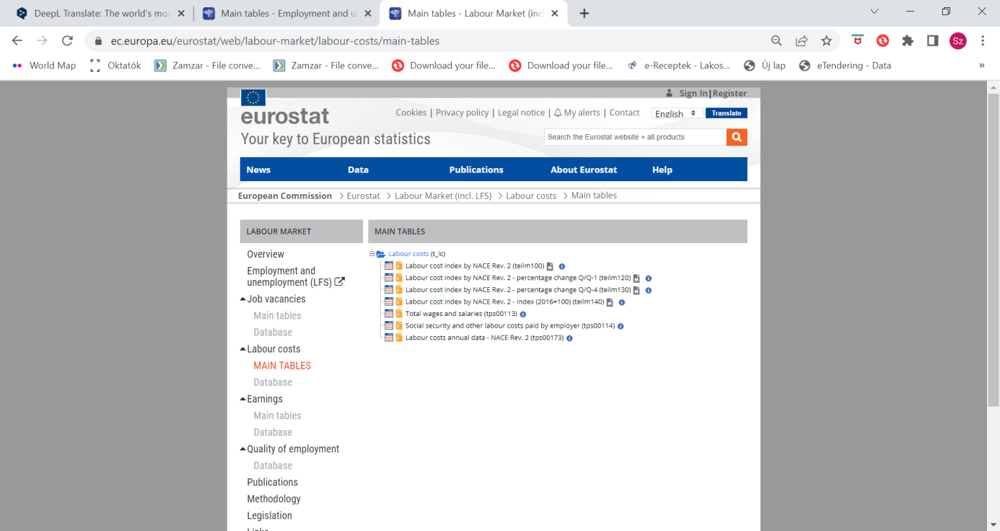 DeepL Translate: The world's mos
Main tables - Employment and u
Main tables - Labour Market (incl
ec.europa.eu/eurostat/web/labour-market/labour-costs/main-tables
Sz
World Map
Oktatók
Zamzar - File conve...
Zamzar - File conve...
Download your file...
Download your file...
e-Receptek - Lakos...
Új lap
eTendering - Data
»
Sign In|Register
eurostat
Cookies | Privacy policy | Legal notice | My alerts | Contact
English
Translate
Your key to European statistics
Search the Eurostat website + all products
News
Data
Publications
About Eurostat
Help
European Commission > Eurostat > Labour Market (incl. LFS) > Labour costs > Main tables
LABOUR MARKET
Overview
Employment and
unemployment (LFS)
Job vacancies
Main tables
Database
Labour costs
MAIN TABLES
Database
Earnings
Main tables
Database
Quality of employment
Database
Publications
Methodology
Legislation
Links
MAIN TABLES
Labour costs (t_lc)
Labour cost index by NACE Rev. 2 (teilm100)
Labour cost index by NACE Rev. 2 - percentage change Q/Q-1 (teilm120)
Labour cost index by NACE Rev. 2 - percentage change Q/Q-4 (teilm130)
Labour cost index by NACE Rev. 2 - Index (2016=100) (teilm140)
Total wages and salaries (tps00113)
Social security and other labour costs paid by employer (tps00114)
Labour costs annual data - NACE Rev. 2 (tps00173)